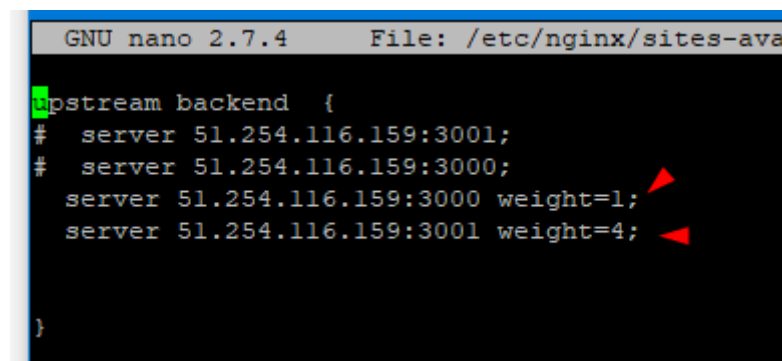 GNU nano 2.7.4 File: /etc/nginx/sites-ava
upstream backend {
# server 51.254.116.159:3001;
# server 51.254.116.159:3000;
server 51.254.116.159:3000 weight=1;
server 51.254.116.159:3001 weight=4;
}